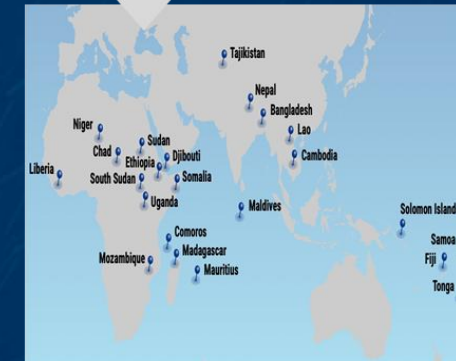 Tajikistan
Nepal
Bangladesh
Niger
Lao
Sudan
Chad
Djibouti
Cambodia
Ethiopia
Liberia
South Sudan
Somalia
Uganda
Maldives
Solomon Island
Comoros
Samoa
Madagascar
Mozambique
Fiji
Mauritius
Tonga